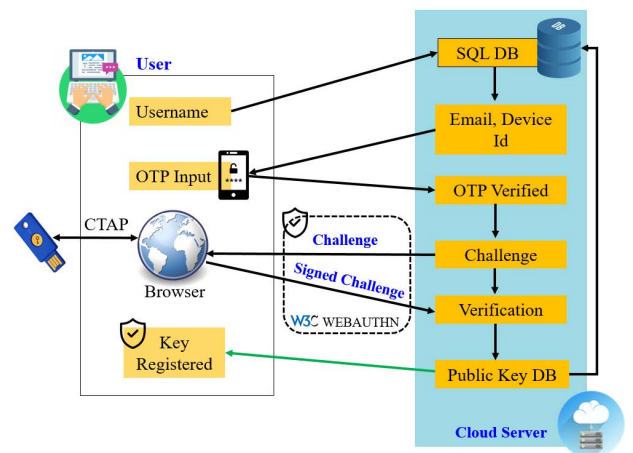 User
Username
OTP Input
****
CTAP
Browser
Key
Registered
Challenge
Signed Challenge
W3C WEBAUTHN
DB
SQL DB
Email, Device
Id
OTP Verified
Challenge
Verification
Public Key DB
Cloud Server